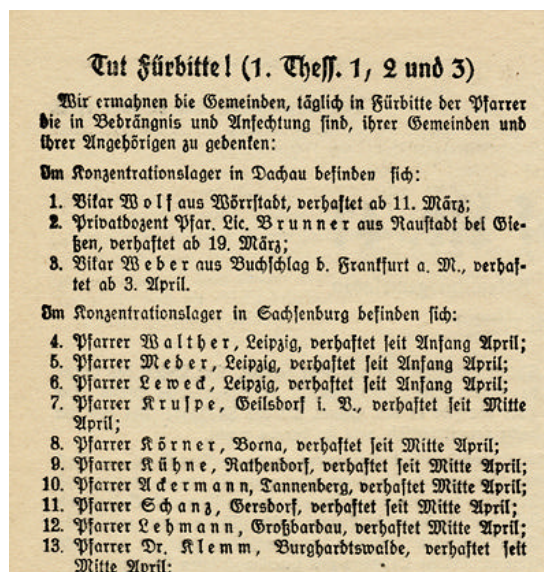 Tut Fürbitte! (1. Thess. 1, 2 und 3)
Wir ermahnen die Gemeinden, täglich in Fürbitte der Pfarrer
die in Bedrängnis und Anfechtung sind, ihrer Gemeinden und
ihrer Angehörigen zu gedenken:
Im Konzentrationslager in Dachau befinden sich:
1. Vikar Wolf aus Wörrstadt, verhaftet ab 11. März;
2. Privatdozent Pfar. Lic. Brunner aus Raustadt bei Gie-
ßen, verhaftet ab 19. März;
3. Vikar Weber aus Buchschlag b. Frankfurt a. M., verhaf-
tet ab 3. April.
Im Konzentrationslager in Sachsenburg befinden sich:
4. Pfarrer Walther, Leipzig, verhaftet seit Anfang April;
5. Pfarrer Meder, Leipzig, verhaftet seit Anfang April;
6. Pfarrer Leweck, Leipzig, verhaftet seit Anfang April;
7. Pfarrer Kruspe, Geilsdorf i. V., verhaftet seit Mitte
April;
8. Pfarrer Körner, Borna, verhaftet seit Mitte April;
9. Pfarrer Kühne, Rathendorf, verhaftet seit Mitte April;
10. Pfarrer Ackermann, Tannenberg, verhaftet Mitte April;
11. Pfarrer Schanz, Gersdorf, verhaftet seit Mitte April;
12. Pfarrer Lehmann, Großbardau, verhaftet Mitte April;
13. Pfarrer Dr. Klemm, Burghardtswalde, verhaftet seit
Mitte April;